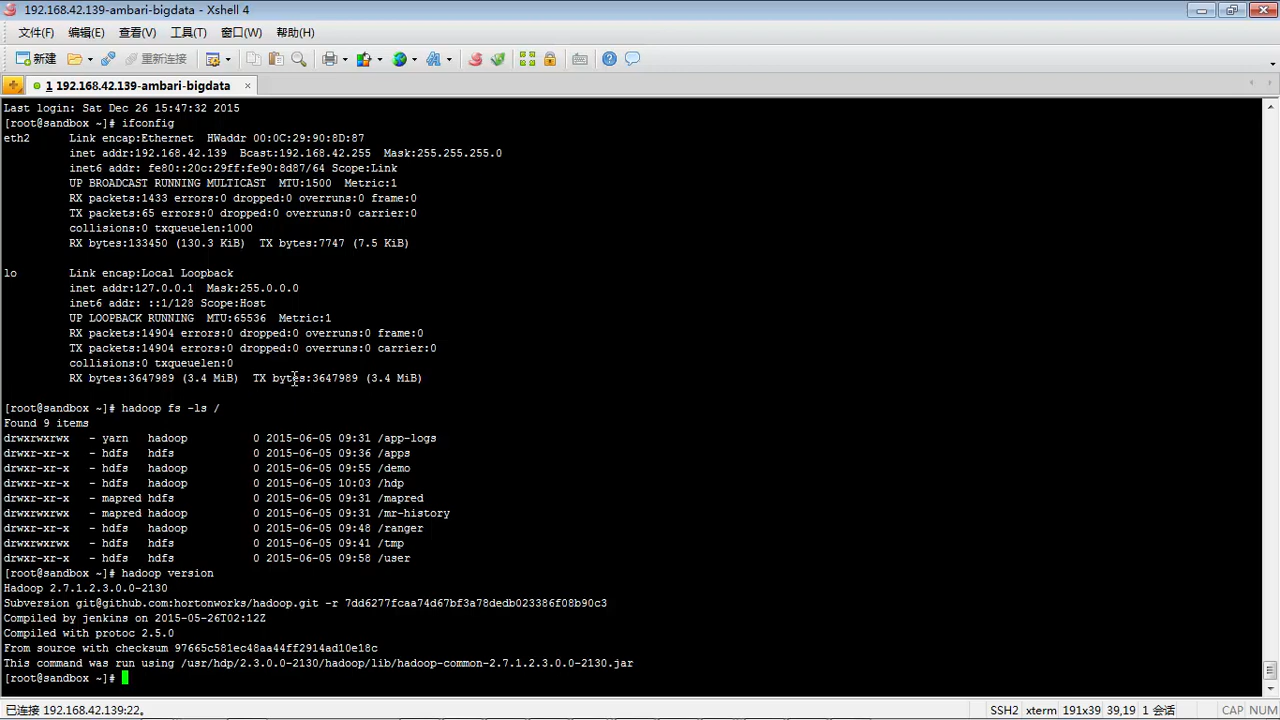 192.168.42.139-ambari-bigdata - Xshell 4
文件(F) 编辑(E) 查看(V) 工具(T) 窗口(W) 帮助(H)
新建 重新连接
1 192.168.42.139-ambari-bigdata
Last login: Sat Dec 26 15:47:32 2015
[root@sandbox ~]# ifconfig
eth2 Link encap:Ethernet HWaddr 00:0C:29:90:8D:87
inet addr:192.168.42.139 Bcast:192.168.42.255 Mask:255.255.255.0
inet6 addr: fe80::20c:29ff:fe90:8d87/64 Scope:Link
UP BROADCAST RUNNING MULTICAST MTU:1500 Metric:1
RX packets:1433 errors:0 dropped:0 overruns:0 frame:0
TX packets:65 errors:0 dropped:0 overruns:0 carrier:0
collisions:0 txqueuelen:1000
RX bytes:133450 (130.3 KiB) TX bytes:7747 (7.5 KiB)
lo Link encap:Local Loopback
inet addr:127.0.0.1 Mask:255.0.0.0
inet6 addr: ::1/128 Scope:Host
UP LOOPBACK RUNNING MTU:65536 Metric:1
RX packets:14904 errors:0 dropped:0 overruns:0 frame:0
TX packets:14904 errors:0 dropped:0 overruns:0 carrier:0
collisions:0 txqueuelen:0
RX bytes:3647989 (3.4 MiB) TX bytes:3647989 (3.4 MiB)
[root@sandbox ~]# hadoop fs -ls /
Found 9 items
drwxrwxrwx - yarn hadoop 0 2015-06-05 09:31 /app-logs
drwxr-xr-x - hdfs hdfs 0 2015-06-05 09:36 /apps
drwxr-xr-x - hdfs hadoop 0 2015-06-05 09:55 /demo
drwxr-xr-x - hdfs hadoop 0 2015-06-05 10:03 /hdp
drwxr-xr-x - mapred hdfs 0 2015-06-05 09:31 /mapred
drwxrwxrwx - mapred hadoop 0 2015-06-05 09:31 /mr-history
drwxr-xr-x - hdfs hadoop 0 2015-06-05 09:48 /ranger
drwxrwxrwx - hdfs hdfs 0 2015-06-05 09:41 /tmp
drwxr-xr-x - hdfs hdfs 0 2015-06-05 09:58 /user
[root@sandbox ~]# hadoop version
Hadoop 2.7.1.2.3.0.0-2130
Subversion git@github.com:hortonworks/hadoop.git -r 7dd6277fcaa74d67bf3a78dedb023386f08b90c3
Compiled by jenkins on 2015-05-26T02:12Z
Compiled with protoc 2.5.0
From source with checksum 97665c581ec48aa44ff2914ad10e18c
This command was run using /usr/hdp/2.3.0.0-2130/hadoop/lib/hadoop-common-2.7.1.2.3.0.0-2130.jar
[root@sandbox ~]#
已连接 192.168.42.139:22。 SSH2 xterm 191x39 39,19 1 会话 CAP NUM